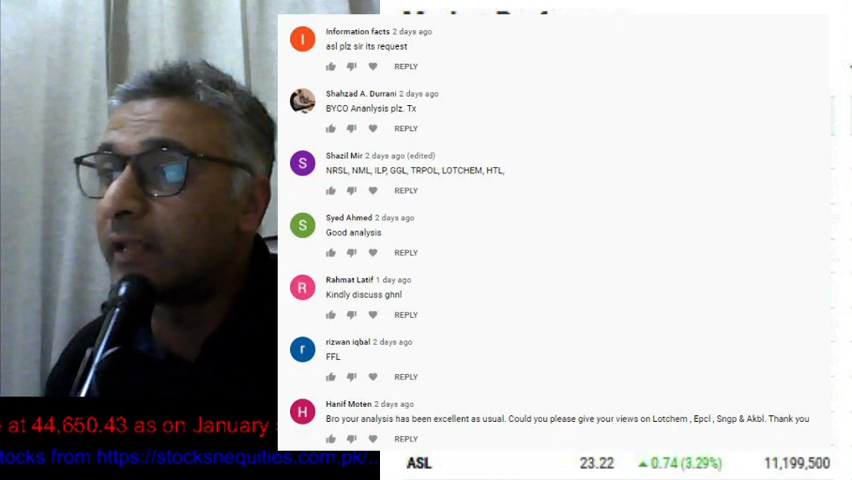 Information facts 2 days ago
asl plz sir its request
REPLY
Shahzad A. Durrani 2 days ago
BYCO Ananlysis plz. Tx
REPLY
Shazil Mir 2 days ago (edited)
NRSL, NML, ILP, GGL, TRPOL, LOTCHEM, HTL,
REPLY
Syed Ahmed 2 days ago
Good analysis
REPLY
Rahmat Latif 1 day ago
Kindly discuss ghnl
REPLY
rizwan iqbal 2 days ago
FFL
REPLY
Hanif Moten 2 days ago
Bro your analysis has been excellent as usual. Could you please give your views on Lotchem , Epcl , Sngp & Akbl. Thank you
REPLY
at 44,650.43 as on January
tocks from https://stocksnequities.com.pk/...
ASL 23.22 0.74 (3.29%) 11,199,500